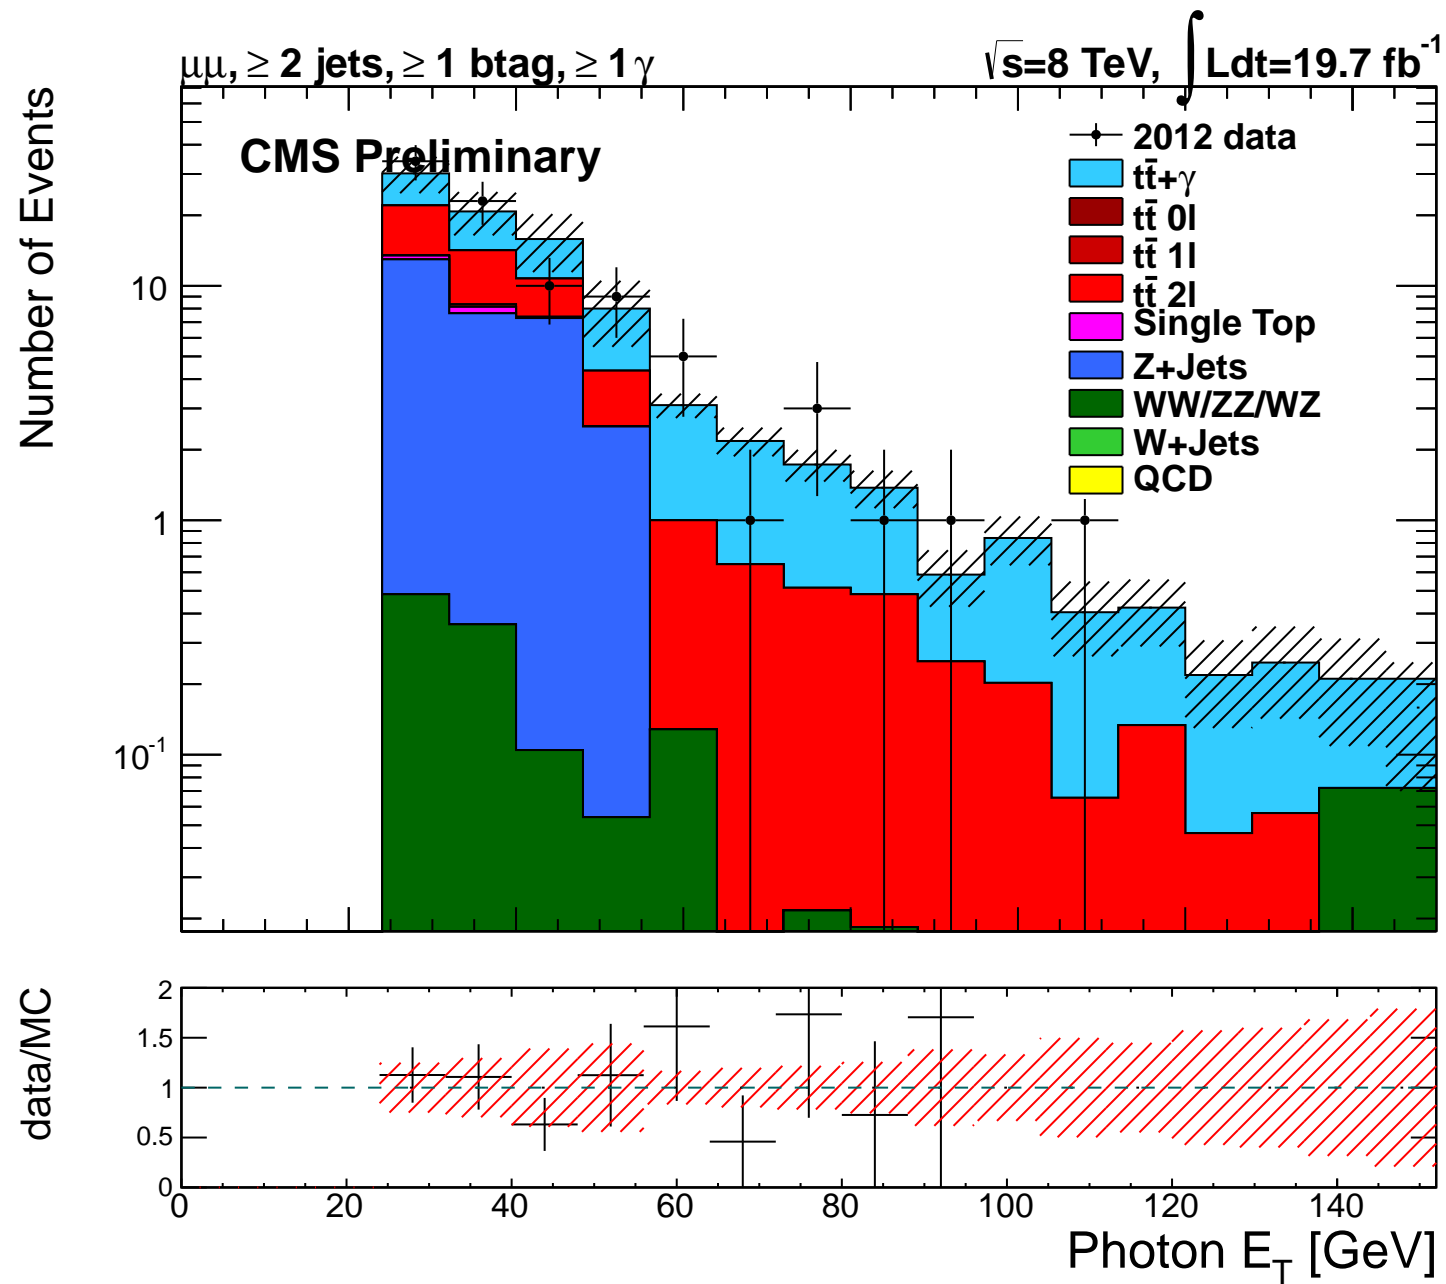 μμ, ≥ 2 jets, ≥ 1 btag, ≥ 1 γ
√s=8 TeV, ∫ Ldt=19.7 fb⁻¹
CMS Preliminary
2012 data
tt̄+γ
tt̄ 0l
tt̄ 1l
tt̄ 2l
Single Top
Z+Jets
WW/ZZ/WZ
W+Jets
QCD
Number of Events
10
1
10⁻¹
data/MC
2
1.5
1
0.5
0
0 20 40 60 80 100 120 140
Photon E_T [GeV]